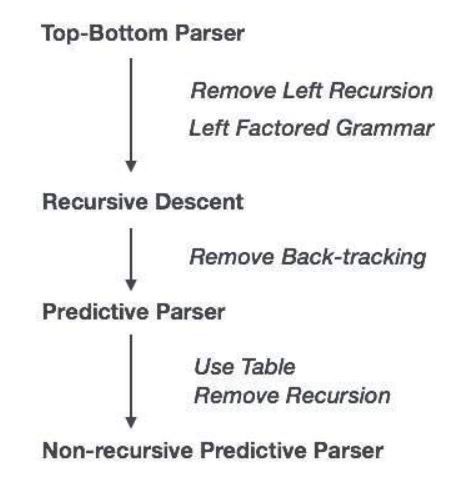 Top-Bottom Parser
Remove Left Recursion
Left Factored Grammar
Recursive Descent
Remove Back-tracking
Predictive Parser
Use Table
Remove Recursion
Non-recursive Predictive Parser